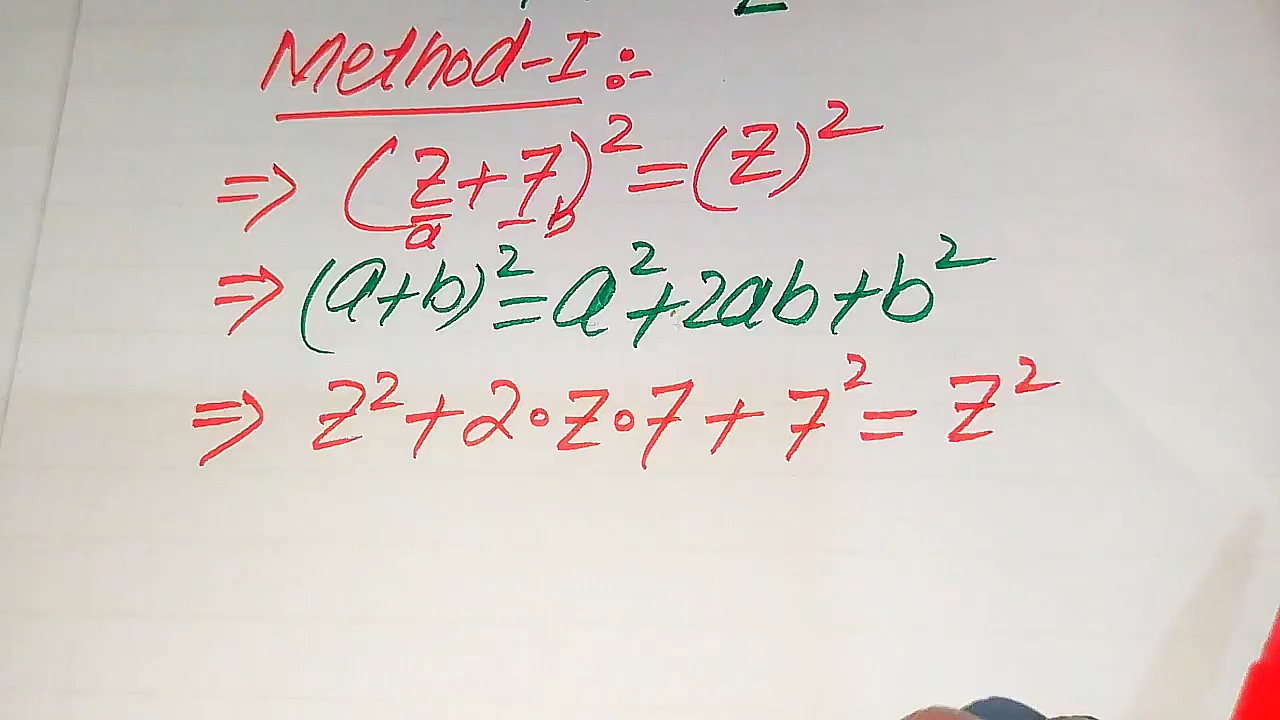 Method-I :-
⇒ (z + 7)² = (z)²
a b
⇒ (a+b)² = a² + 2ab + b²
⇒ z² + 2·z·7 + 7² = z²